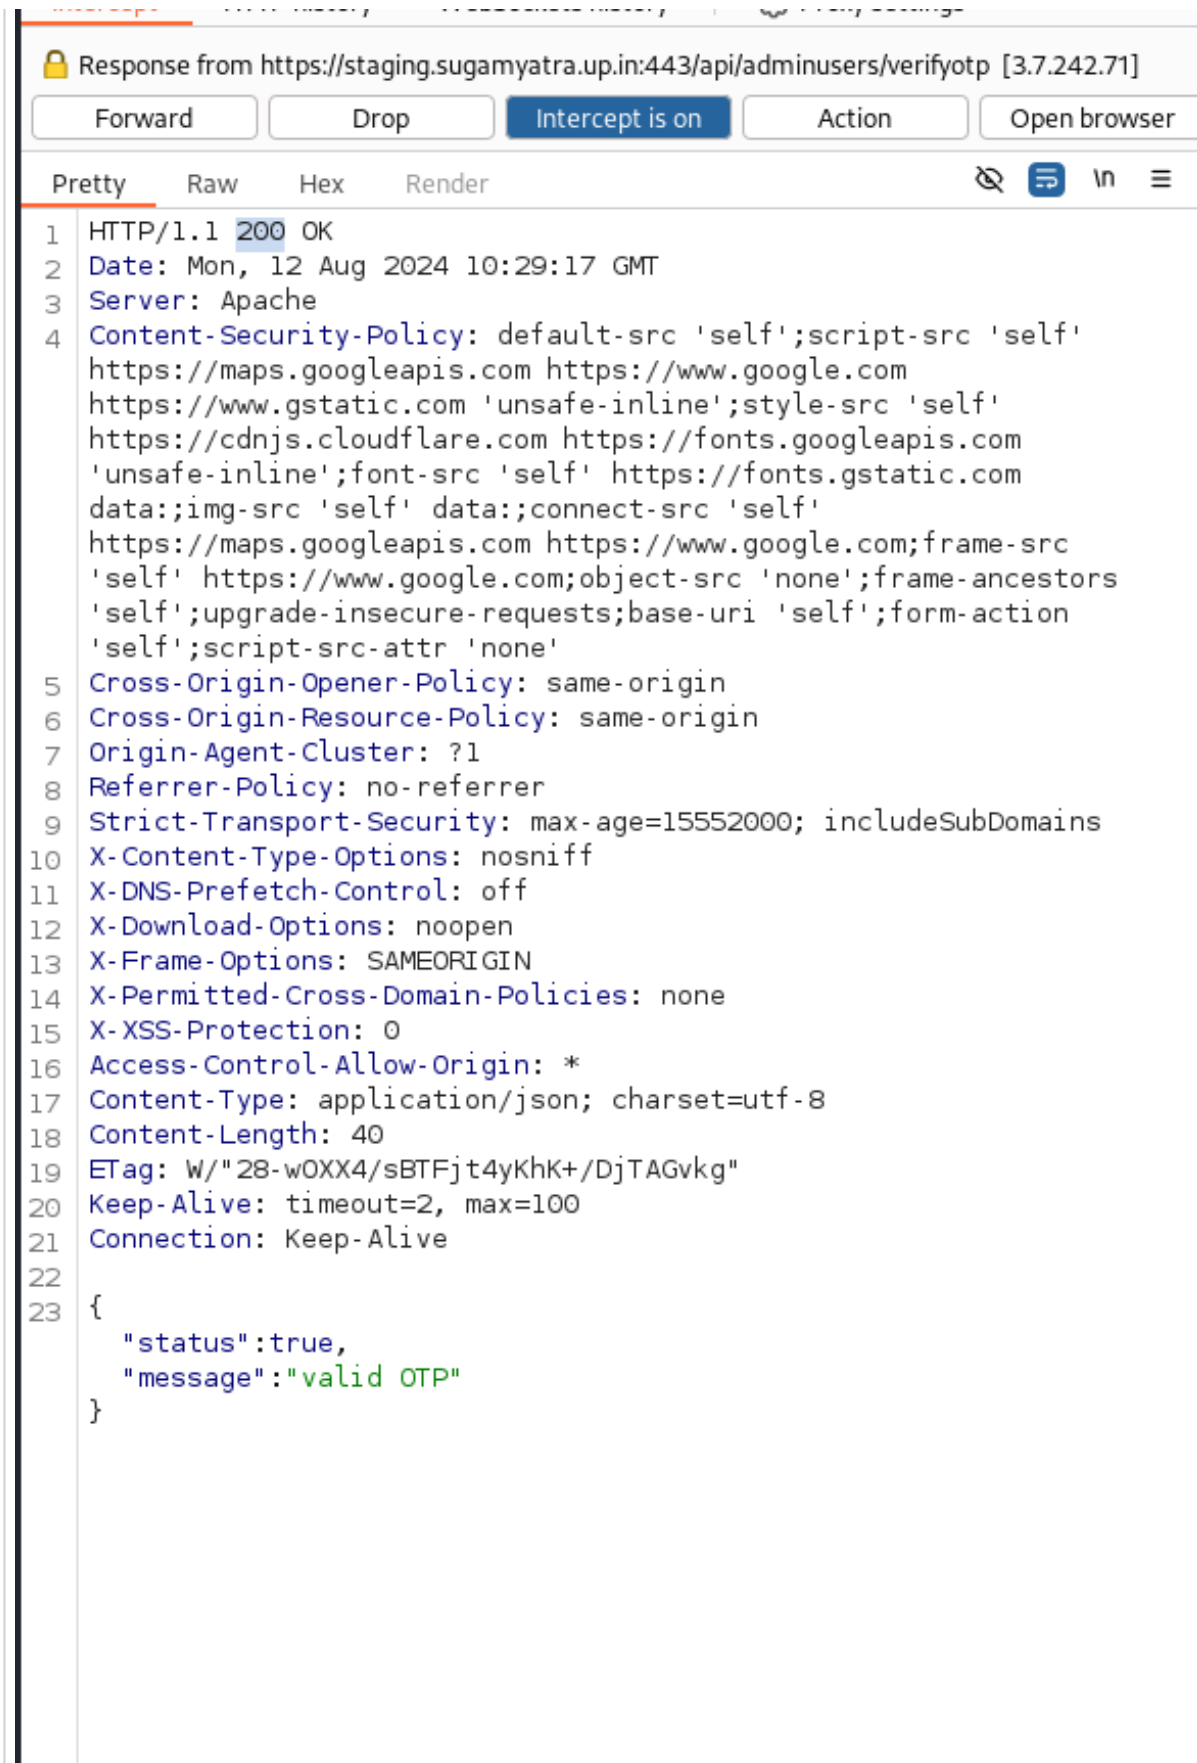 Response from https://staging.sugamyatra.up.in:443/api/adminusers/verifyotp [3.7.242.71]
Forward Drop Intercept is on Action Open browser
Pretty Raw Hex Render \n
1 HTTP/1.1 200 OK
2 Date: Mon, 12 Aug 2024 10:29:17 GMT
3 Server: Apache
4 Content-Security-Policy: default-src 'self';script-src 'self'
https://maps.googleapis.com https://www.google.com
https://www.gstatic.com 'unsafe-inline';style-src 'self'
https://cdnjs.cloudflare.com https://fonts.googleapis.com
'unsafe-inline';font-src 'self' https://fonts.gstatic.com
data:;img-src 'self' data:;connect-src 'self'
https://maps.googleapis.com https://www.google.com;frame-src
'self' https://www.google.com;object-src 'none';frame-ancestors
'self';upgrade-insecure-requests;base-uri 'self';form-action
'self';script-src-attr 'none'
5 Cross-Origin-Opener-Policy: same-origin
6 Cross-Origin-Resource-Policy: same-origin
7 Origin-Agent-Cluster: ?1
8 Referrer-Policy: no-referrer
9 Strict-Transport-Security: max-age=15552000; includeSubDomains
10 X-Content-Type-Options: nosniff
11 X-DNS-Prefetch-Control: off
12 X-Download-Options: noopen
13 X-Frame-Options: SAMEORIGIN
14 X-Permitted-Cross-Domain-Policies: none
15 X-XSS-Protection: 0
16 Access-Control-Allow-Origin: *
17 Content-Type: application/json; charset=utf-8
18 Content-Length: 40
19 ETag: W/"28-wOXX4/sBTFjt4yKhK+/DjTAGvkg"
20 Keep-Alive: timeout=2, max=100
21 Connection: Keep-Alive
22
23 {
"status":true,
"message":"valid OTP"
}